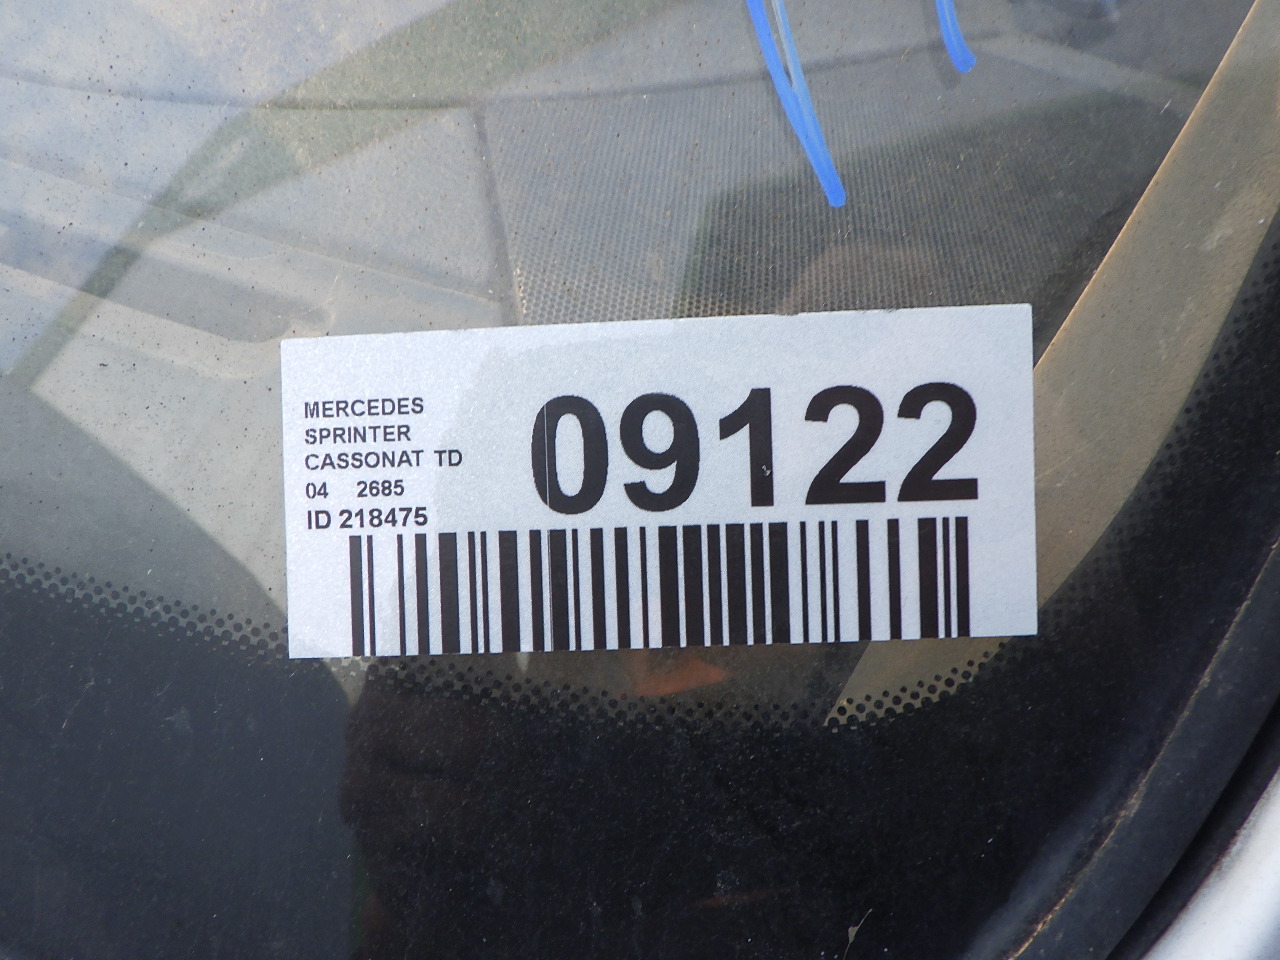 MERCEDES
SPRINTER
CASSONAT TD
04 2685
ID 218475
09122